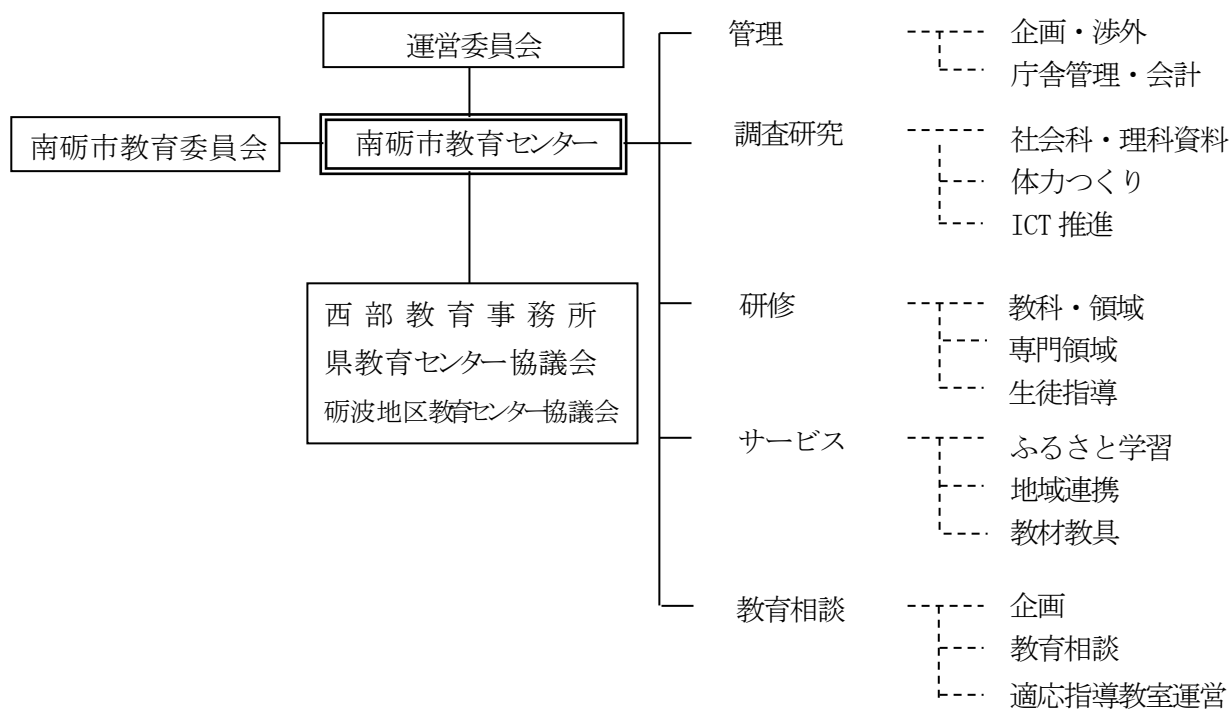 運営委員会
南砺市教育委員会
南砺市教育センター
西部教育事務所
県教育センター協議会
砺波地区教育センター協議会
管理
企画・渉外
庁舎管理・会計
調査研究
社会科・理科資料
体力つくり
ICT 推進
研修
教科・領域
専門領域
生徒指導
サービス
ふるさと学習
地域連携
教材教具
教育相談
企画
教育相談
適応指導教室運営